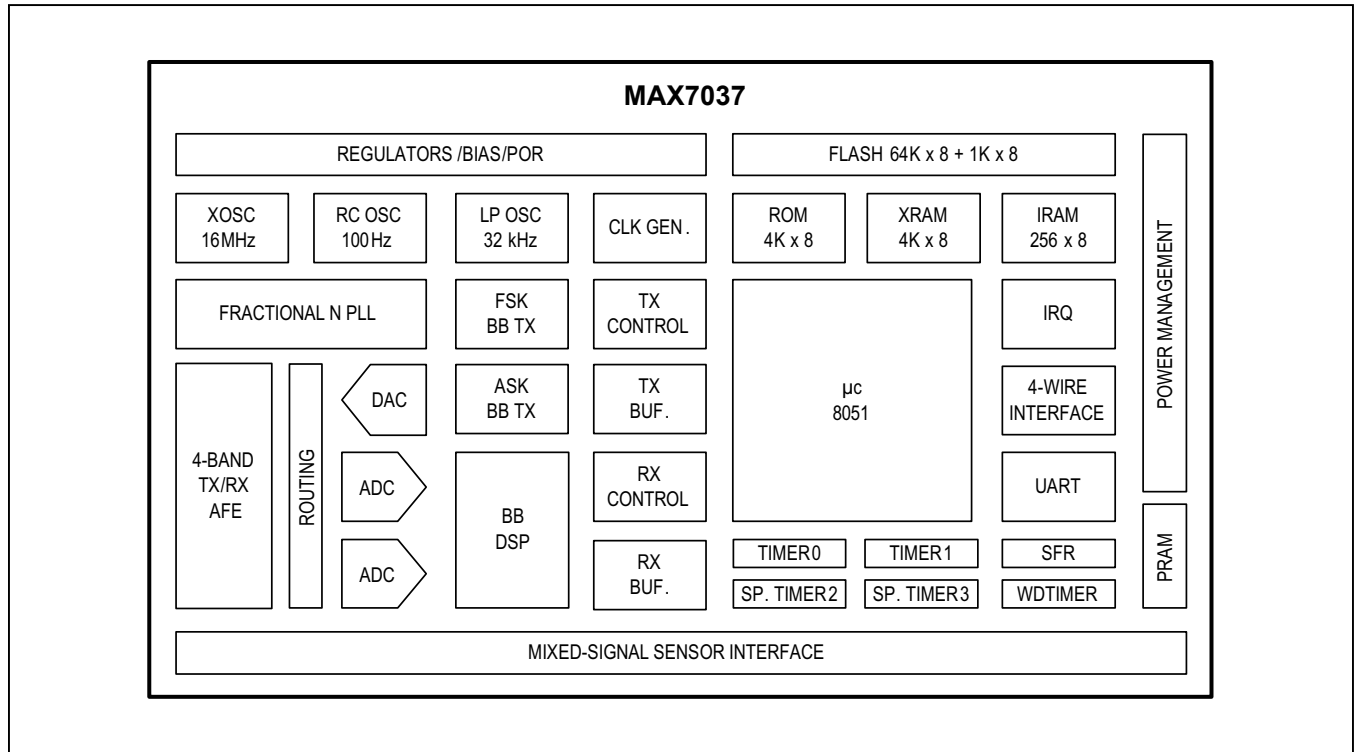 MAX7037
REGULATORS /BIAS/POR
FLASH 64K x 8 + 1K x 8
XOSC
16MHz
RC OSC
100Hz
LP OSC
32 kHz
CLK GEN.
ROM
4K x 8
XRAM
4K x 8
IRAM
256 x 8
POWER MANAGEMENT
FRACTIONAL N PLL
FSK
BB TX
TX
CONTROL
µc
8051
IRQ
4-BAND
TX/RX
AFE
ROUTING
DAC
ASK
BB TX
TX
BUF.
4-WIRE
INTERFACE
ADC
BB
DSP
RX
CONTROL
UART
ADC
RX
BUF.
TIMER0
TIMER1
SFR
PRAM
SP. TIMER2
SP. TIMER3
WDTIMER
MIXED-SIGNAL SENSOR INTERFACE